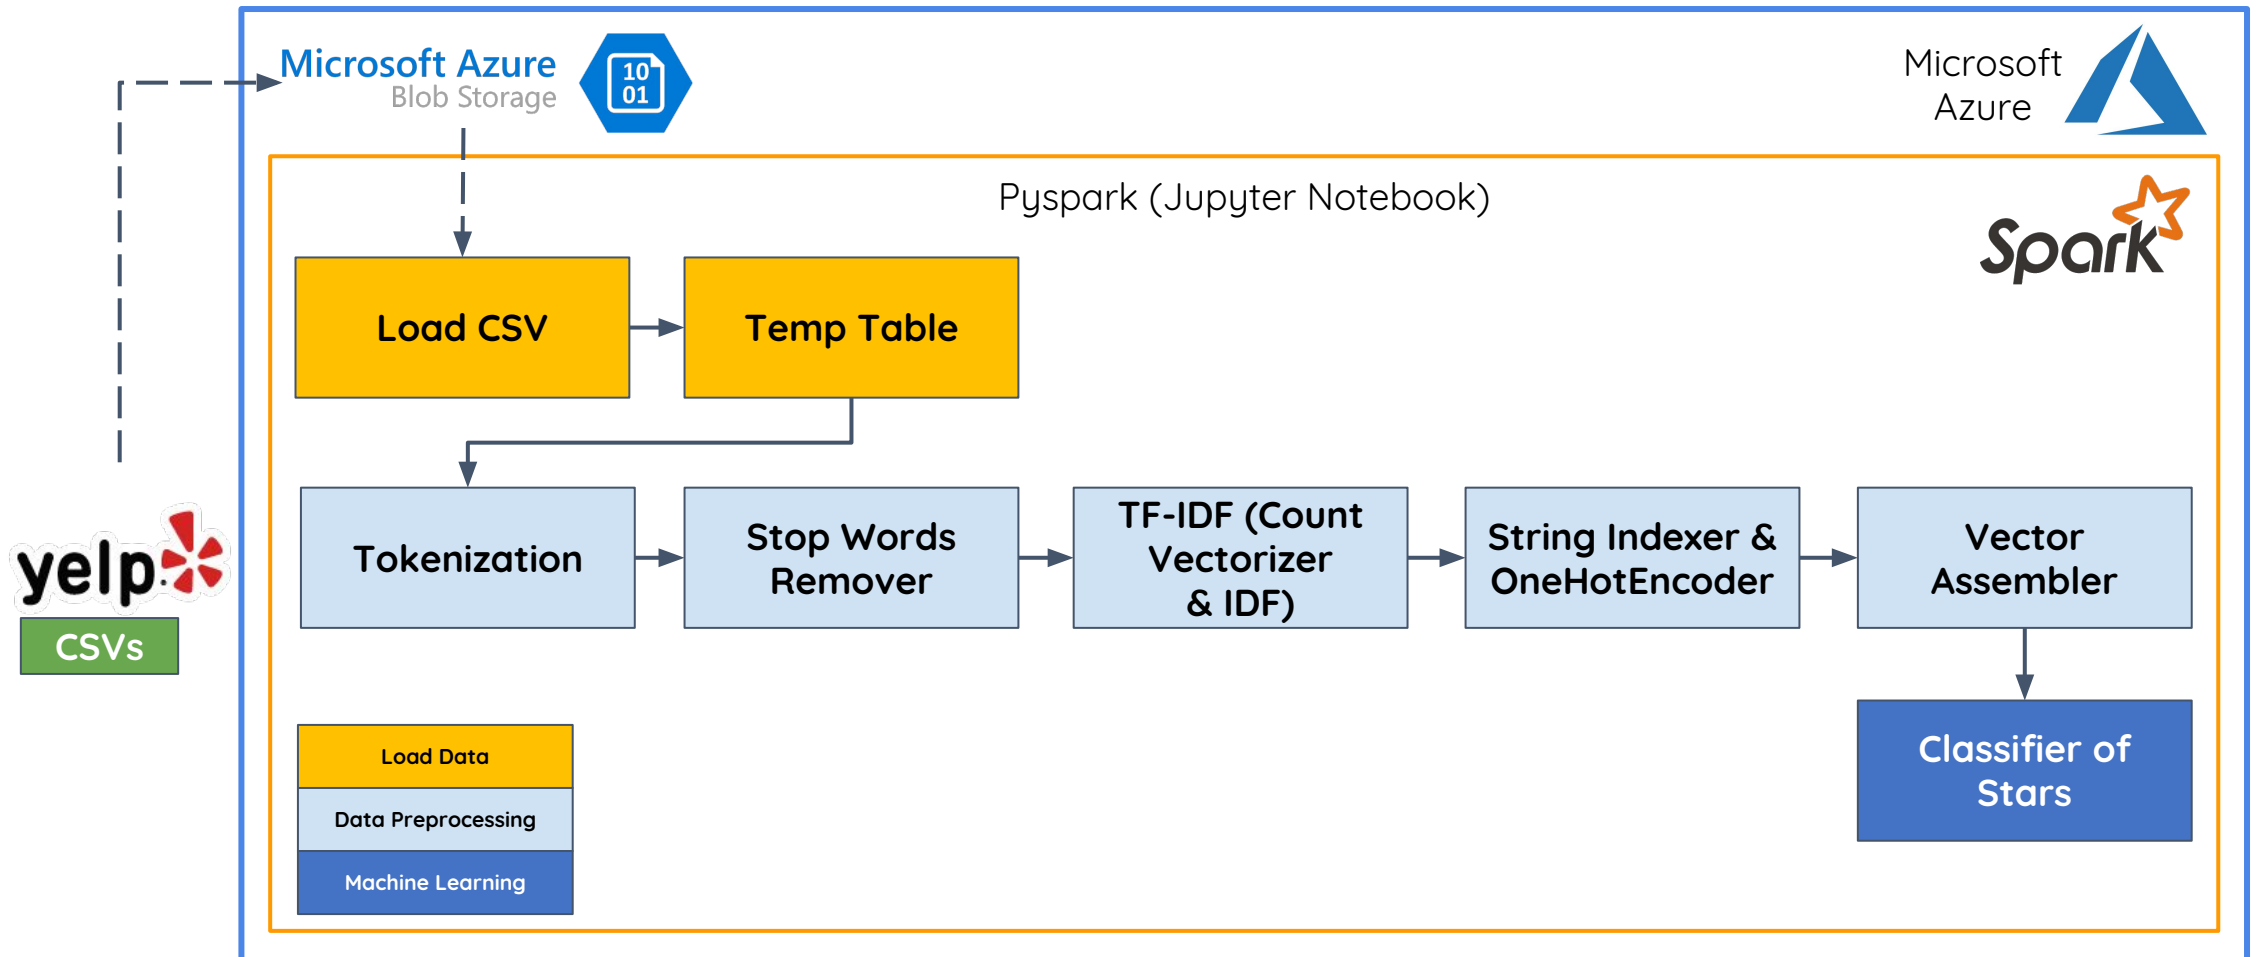 Microsoft Azure
Blob Storage
10
01
Microsoft
Azure
Pyspark (Jupyter Notebook)
Spark
Load CSV
Temp Table
yelp
CSVs
Tokenization
Stop Words
Remover
TF-IDF (Count
Vectorizer
& IDF)
String Indexer &
OneHotEncoder
Vector
Assembler
Classifier of
Stars
Load Data
Data Preprocessing
Machine Learning